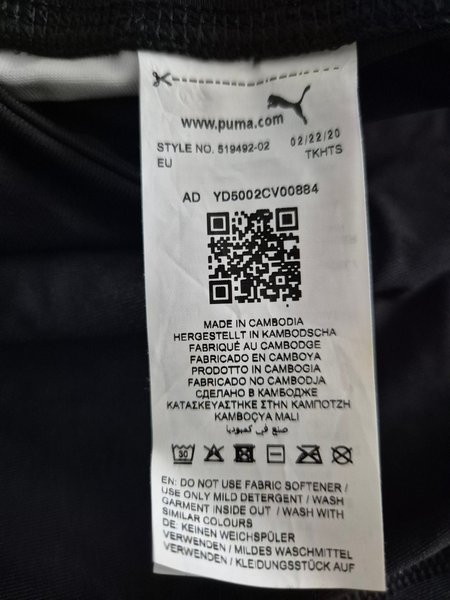 www.puma.com
STYLE NO. 519492-02 02/22/20
EU TKHTS
AD YD5002CV00884
MADE IN CAMBODIA
HERGESTELLT IN KAMBODSCHA
FABRIQUÉ AU CAMBODGE
FABRICADO EN CAMBOYA
PRODOTTO IN CAMBOGIA
FABRICADO NO CAMBODJA
СДЕЛАНО В КАМБОДЖЕ
ΚΑΤΑΣΚΕΥΑΣΤΗΚΕ ΣΤΗΝ ΚΑΜΠΟΤΖΗ
KAMBOÇYA MALI
صنع في كمبوديا
30
EN: DO NOT USE FABRIC SOFTENER /
USE ONLY MILD DETERGENT / WASH
GARMENT INSIDE OUT / WASH WITH
SIMILAR COLOURS
DE: KEINEN WEICHSPÜLER
VERWENDEN / MILDES WASCHMITTEL
VERWENDEN / KLEIDUNGSSTÜCK AUF